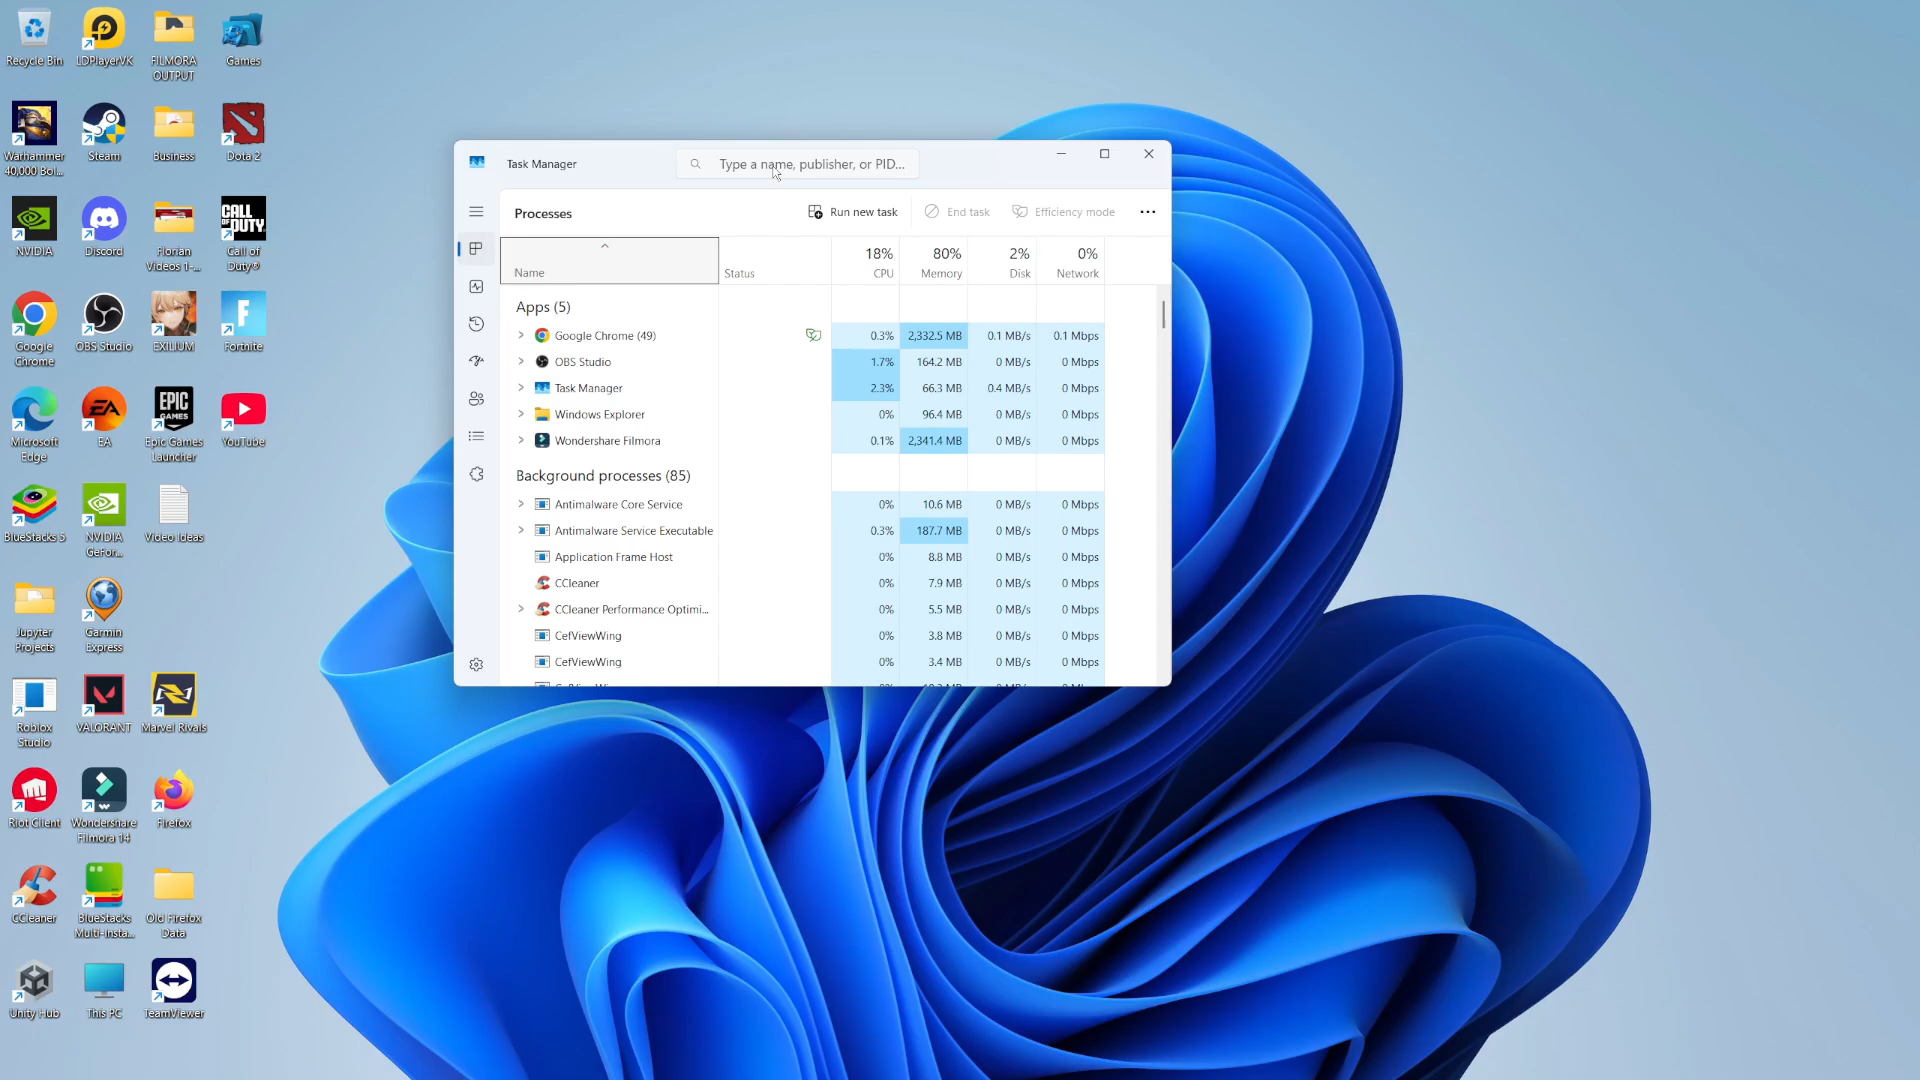 Recycle Bin
LDPlayerVK
FILMORA
OUTPUT
Games
Warhammer
40,000 Bol...
Steam
Business
Dota 2
NVIDIA
Discord
Florian
Videos 1-...
CALL OF DUTY
Call of
Duty®
Google
Chrome
OBS Studio
EXILIUM
Fortnite
Microsoft
Edge
EA
EA
EPIC
GAMES
Epic Games
Launcher
YouTube
BlueStacks 5
NVIDIA
GeFor...
Video Ideas
Jupyter
Projects
Garmin
Express
Roblox
Studio
VALORANT
Marvel Rivals
Riot Client
Wondershare
Filmora 14
Firefox
CCleaner
BlueStacks
Multi-Insta...
Old Firefox
Data
Unity Hub
This PC
TeamViewer
Task Manager
Type a name, publisher, or PID...
Processes
Run new task
End task
Efficiency mode
18% 80% 2% 0%
Name Status CPU Memory Disk Network
Apps (5)
Google Chrome (49) 0.3% 2,332.5 MB 0.1 MB/s 0.1 Mbps
OBS Studio 1.7% 164.2 MB 0 MB/s 0 Mbps
Task Manager 2.3% 66.3 MB 0.4 MB/s 0 Mbps
Windows Explorer 0% 96.4 MB 0 MB/s 0 Mbps
Wondershare Filmora 0.1% 2,341.4 MB 0 MB/s 0 Mbps
Background processes (85)
Antimalware Core Service 0% 10.6 MB 0 MB/s 0 Mbps
Antimalware Service Executable 0.3% 187.7 MB 0 MB/s 0 Mbps
Application Frame Host 0% 8.8 MB 0 MB/s 0 Mbps
CCleaner 0% 7.9 MB 0 MB/s 0 Mbps
CCleaner Performance Optimi... 0% 5.5 MB 0 MB/s 0 Mbps
CefViewWing 0% 3.8 MB 0 MB/s 0 Mbps
CefViewWing 0% 3.4 MB 0 MB/s 0 Mbps